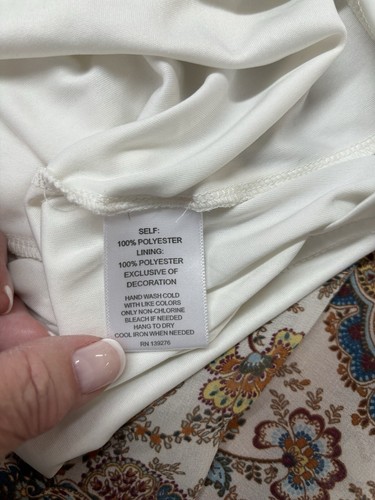 SELF:
100% POLYESTER
LINING:
100% POLYESTER
EXCLUSIVE OF
DECORATION
HAND WASH COLD
WITH LIKE COLORS
ONLY NON-CHLORINE
BLEACH IF NEEDED
HANG TO DRY
COOL IRON WHEN NEEDED
RN 139276